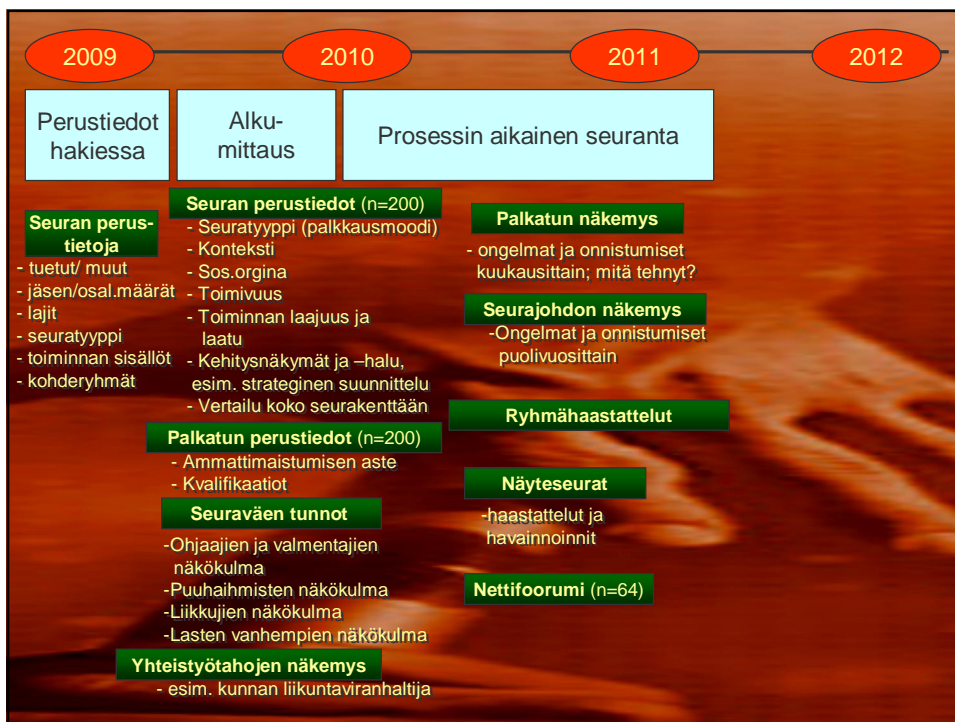 2009
2010
2011
2012
Perustiedot
hakiessa
Alku-
mittaus
Prosessin aikainen seuranta
Seuran perus-
tietoja
- tuetut/ muut
- jäsen/osal.määrät
- lajit
- seuratyyppi
- toiminnan sisällöt
- kohderyhmät
Seuran perustiedot (n=200)
- Seuratyyppi (palkkausmoodi)
- Konteksti
- Sos.orgina
- Toimivuus
- Toiminnan laajuus ja
laatu
- Kehitysnäkymät ja –halu,
esim. strateginen suunnittelu
- Vertailu koko seurakenttään
Palkatun perustiedot (n=200)
- Ammattimaistumisen aste
- Kvalifikaatiot
Seuraväen tunnot
-Ohjaajien ja valmentajien
näkökulma
-Puuhaihmisten näkökulma
-Liikkujien näkökulma
-Lasten vanhempien näkökulma
Yhteistyötahojen näkemys
- esim. kunnan liikuntaviranhaltija
Palkatun näkemys
- ongelmat ja onnistumiset
kuukausittain; mitä tehnyt?
Seurajohdon näkemys
-Ongelmat ja onnistumiset
puolivuosittain
Ryhmähaastattelut
Näyteseurat
-haastattelut ja
havainnoinnit
Nettifoorumi (n=64)